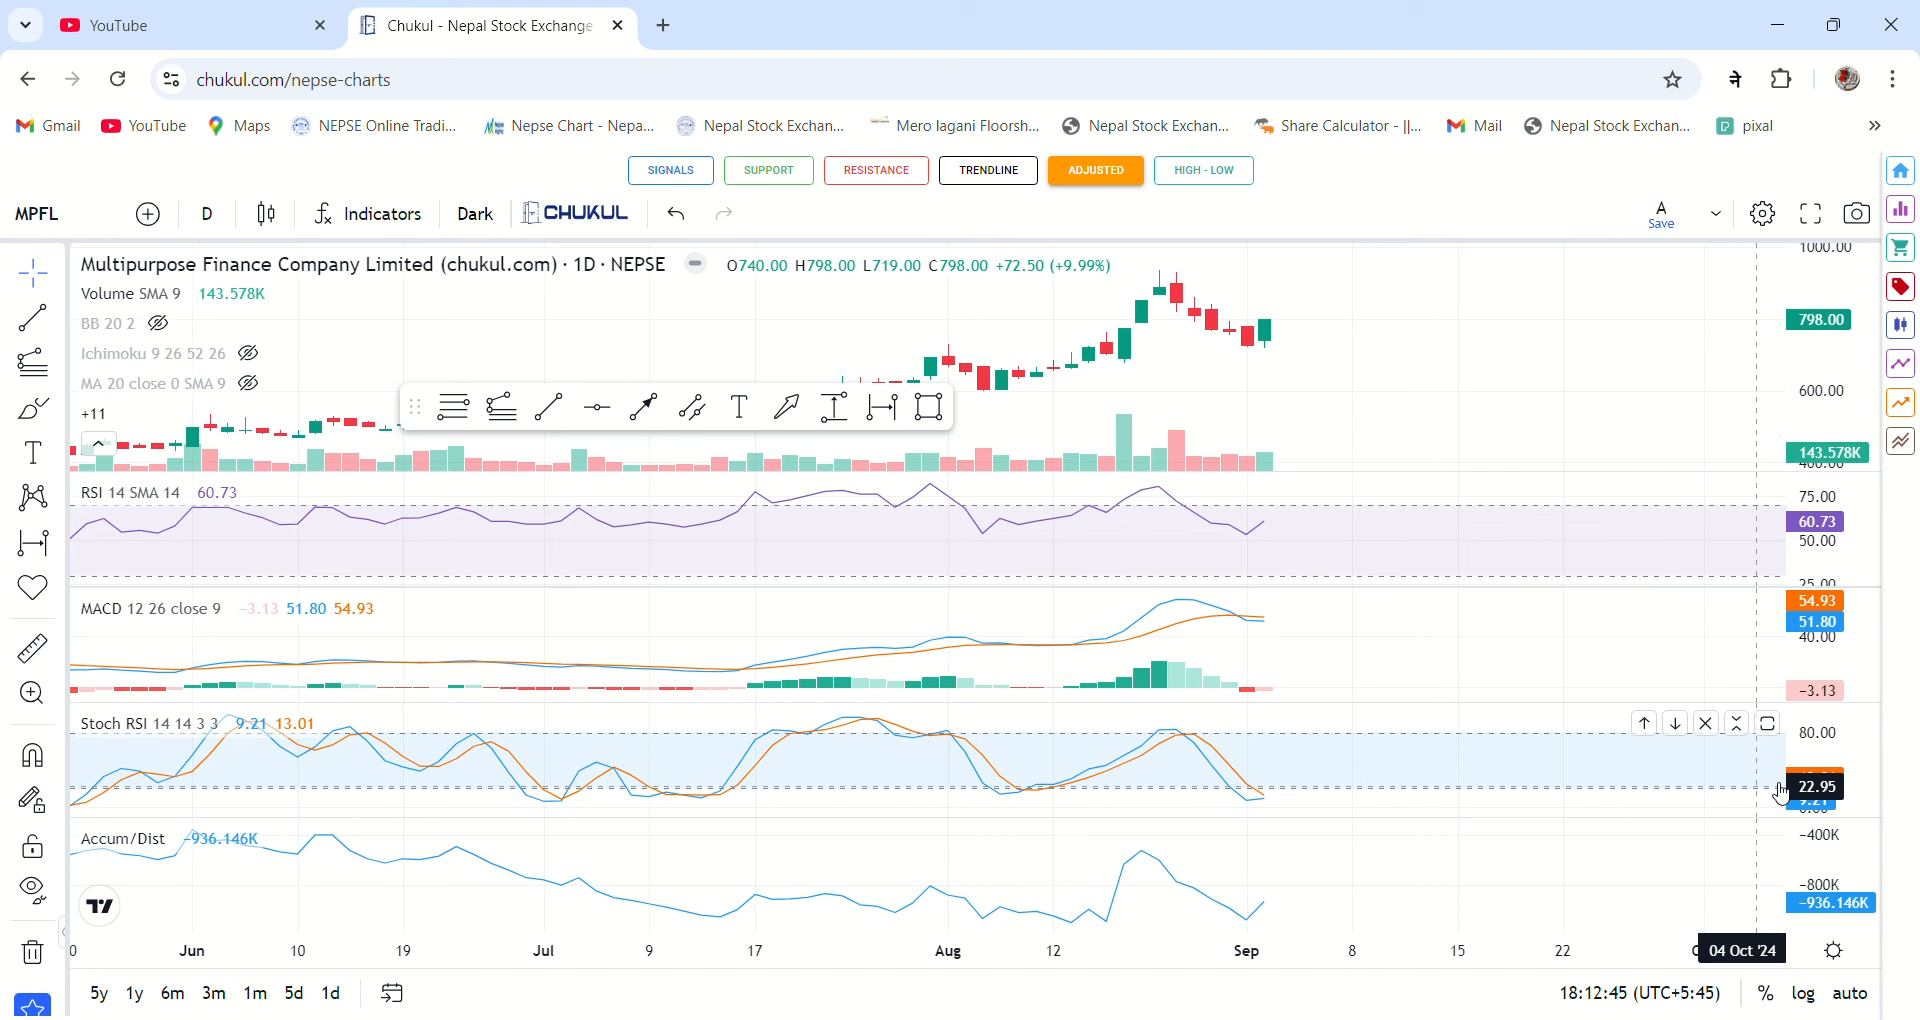 YouTube
Chukul - Nepal Stock Exchange
chukul.com/nepse-charts
ने
Gmail YouTube Maps NEPSE Online Tradi... Nepse Chart - Nepa... Nepal Stock Exchan... Mero lagani Floorsh... Nepal Stock Exchan... Share Calculator - ||... Mail Nepal Stock Exchan... pixal
SIGNALS SUPPORT RESISTANCE TRENDLINE ADJUSTED HIGH - LOW
MPFL D Indicators Dark CHUKUL A
Save
1000.00
Multipurpose Finance Company Limited (chukul.com) · 1D · NEPSE O740.00 H798.00 L719.00 C798.00 +72.50 (+9.99%)
Volume SMA 9 143.578K
BB 20 2
798.00
Ichimoku 9 26 52 26
MA 20 close 0 SMA 9
600.00
+11
143.578K
400.00
RSI 14 SMA 14 60.73
75.00
60.73
50.00
25.00
MACD 12 26 close 9 -3.13 51.80 54.93
54.93
51.80
40.00
-3.13
Stoch RSI 14 14 3 3 9.21 13.01
80.00
22.95
9.21
Accum/Dist -936.146K
-400K
-800K
-936.146K
Jun 10 19 Jul 9 17 Aug 12 Sep 8 15 22 04 Oct '24
5y 1y 6m 3m 1m 5d 1d 18:12:45 (UTC+5:45) % log auto